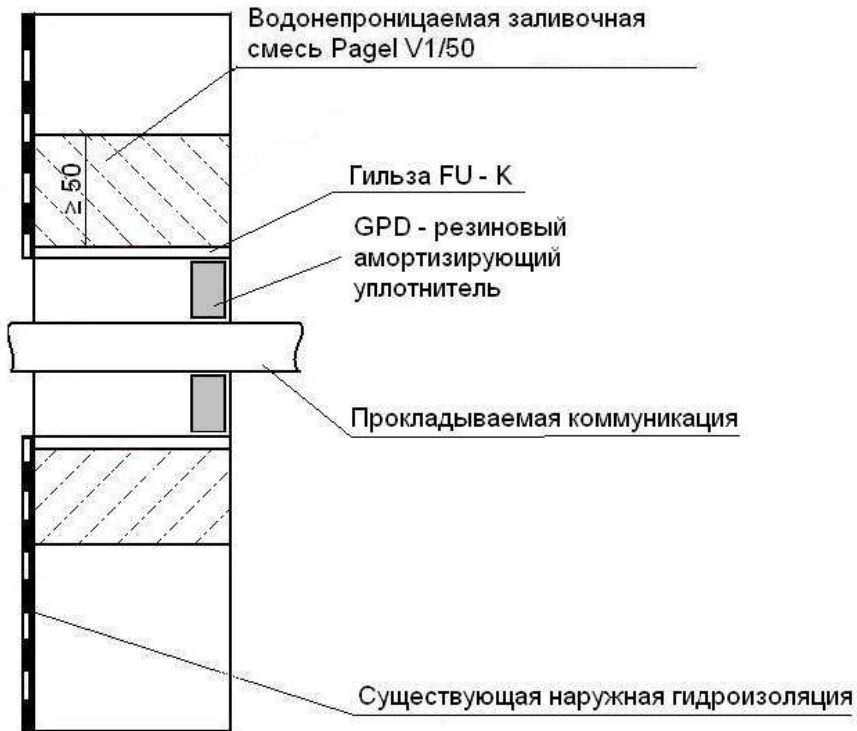 Водонепроницаемая заливочная
смесь Pagel V1/50
≥ 50
Гильза FU - K
GPD - резиновый
амортизирующий
уплотнитель
Прокладываемая коммуникация
Существующая наружная гидроизоляция